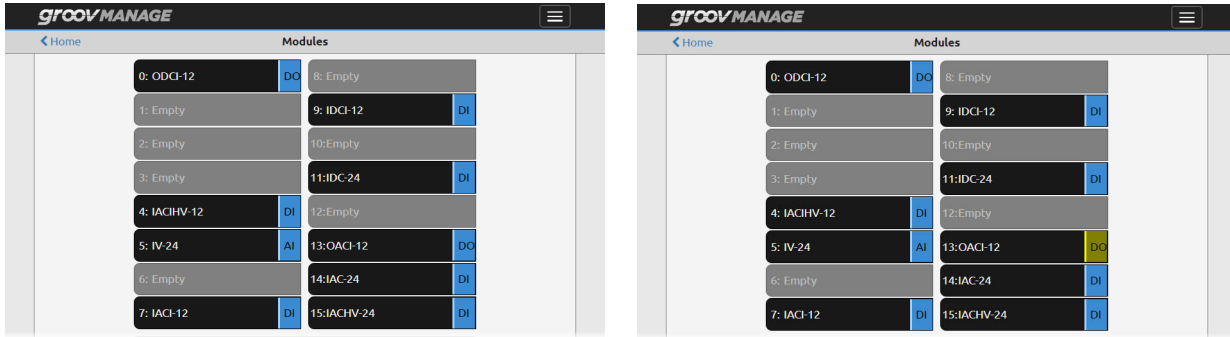 groov MANAGE
Home Modules
0: ODCI-12 DO 8: Empty
1: Empty 9: IDCI-12 DI
2: Empty 10:Empty
3: Empty 11:IDC-24 DI
4: IACIHV-12 DI 12:Empty
5: IV-24 AI 13:OACI-12 DO
6: Empty 14:IAC-24 DI
7: IACI-12 DI 15:IACHV-24 DI
groov MANAGE
Home Modules
0: ODCI-12 DO 8: Empty
1: Empty 9: IDCI-12 DI
2: Empty 10:Empty
3: Empty 11:IDC-24 DI
4: IACIHV-12 DI 12:Empty
5: IV-24 AI 13:OACI-12 DO
6: Empty 14:IAC-24 DI
7: IACI-12 DI 15:IACHV-24 DI